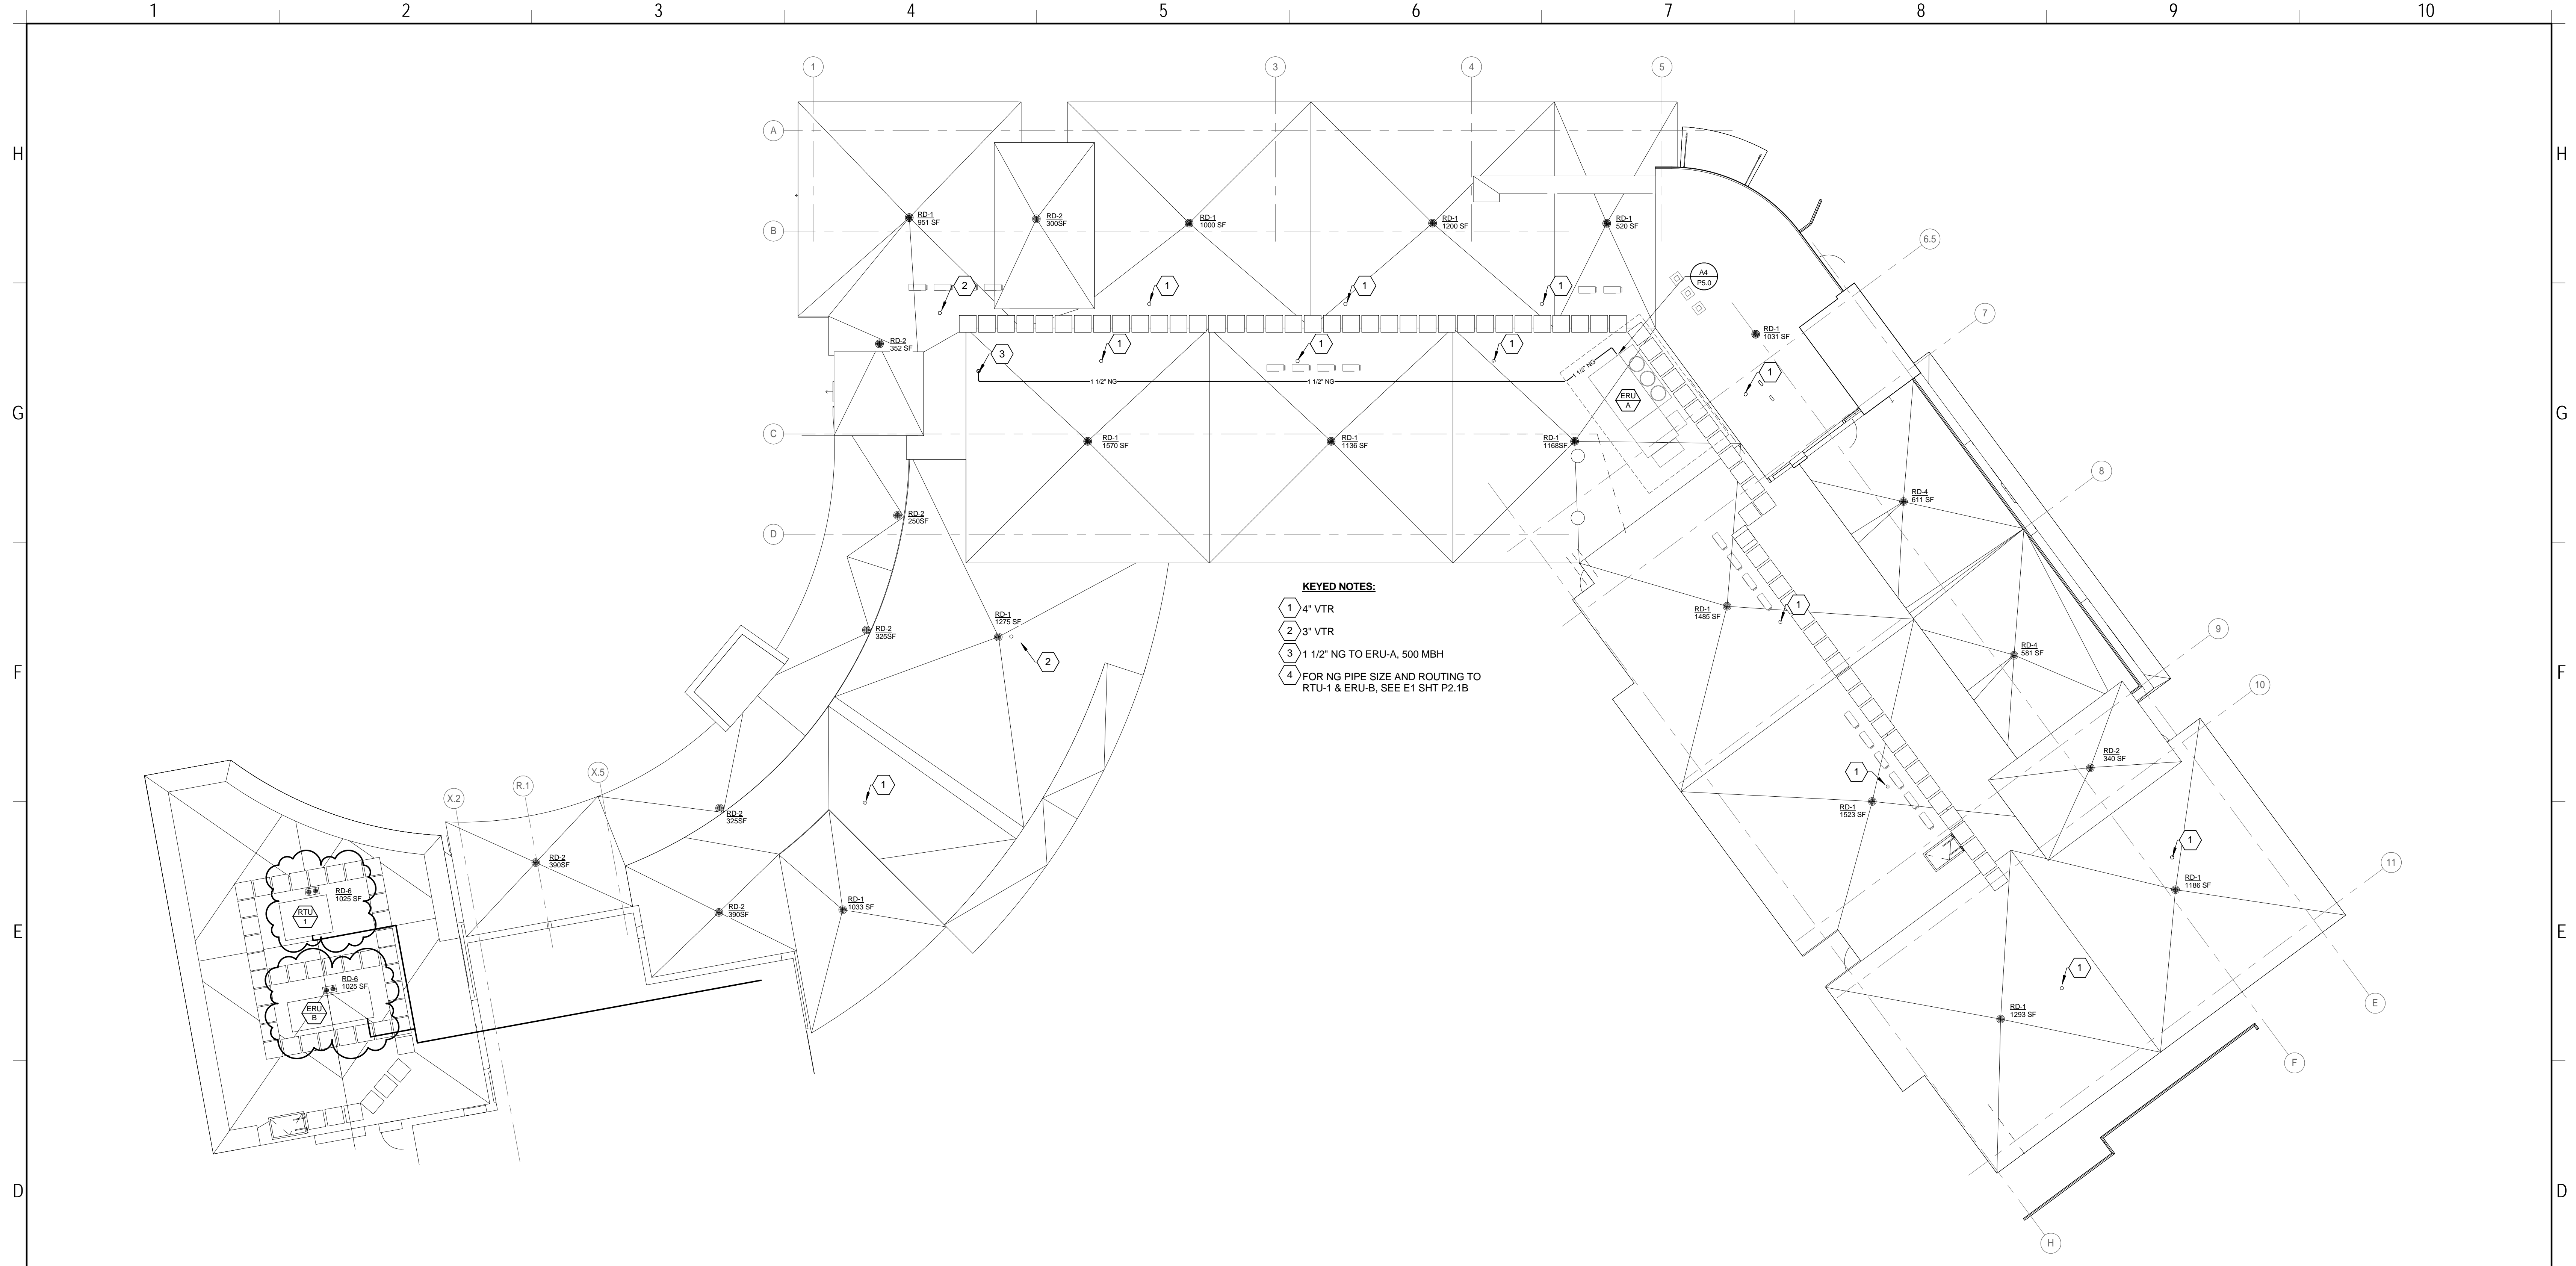 1 2 3 4 5 6 7 8 9 10
H
H
G
G
F
F
E
E
D
D
1
3
4
5
A
B
C
D
6.5
7
8
9
10
11
E
F
H
X.2
R.1
X.5
RD-1
951 SF
RD-2
300SF
RD-1
1000 SF
RD-1
1200 SF
RD-1
520 SF
A4
P5.0
2
1
1
1
RD-2
352 SF
3
1
1
1
RD-1
1031 SF
1
1 1/2" NG
1 1/2" NG
1 1/2" NG
ERU
A
RD-1
1570 SF
RD-1
1136 SF
RD-1
1168SF
RD-4
611 SF
RD-2
250SF
RD-2
325SF
RD-1
1275 SF
2
RD-1
1485 SF
1
RD-4
581 SF
KEYED NOTES:
1 4" VTR
2 3" VTR
3 1 1/2" NG TO ERU-A, 500 MBH
4 FOR NG PIPE SIZE AND ROUTING TO
RTU-1 & ERU-B, SEE E1 SHT P2.1B
RD-2
340 SF
1
1
RD-2
325SF
RD-1
1523 SF
1
RD-2
390SF
RD-6
1025 SF
RTU
1
RD-2
390SF
RD-1
1033 SF
RD-1
1186 SF
1
RD-6
1025 SF
ERU
B
RD-1
1293 SF